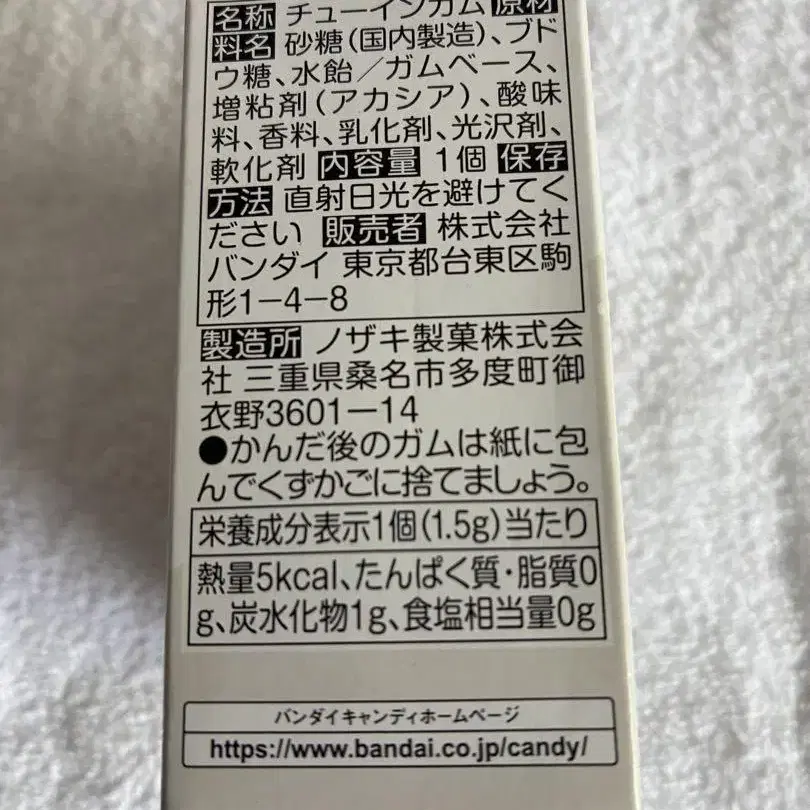 名称 チューインガム 原材
料名 砂糖(国内製造)、ブド
ウ糖、水飴/ガムベース、
増粘剤(アカシア)、酸味
料、香料、乳化剤、光沢剤、
軟化剤 内容量 1個 保存
方法 直射日光を避けてく
ださい 販売者 株式会社
バンダイ 東京都台東区駒
形1-4-8
製造所 ノザキ製菓株式会
社 三重県桑名市多度町御
衣野3601-14
●かんだ後のガムは紙に包
んでくずかごに捨てましょう。
栄養成分表示1個(1.5g)当たり
熱量5kcal、たんぱく質・脂質0
g、炭水化物1g、食塩相当量0g
バンダイキャンディホームページ
https://www.bandai.co.jp/candy/